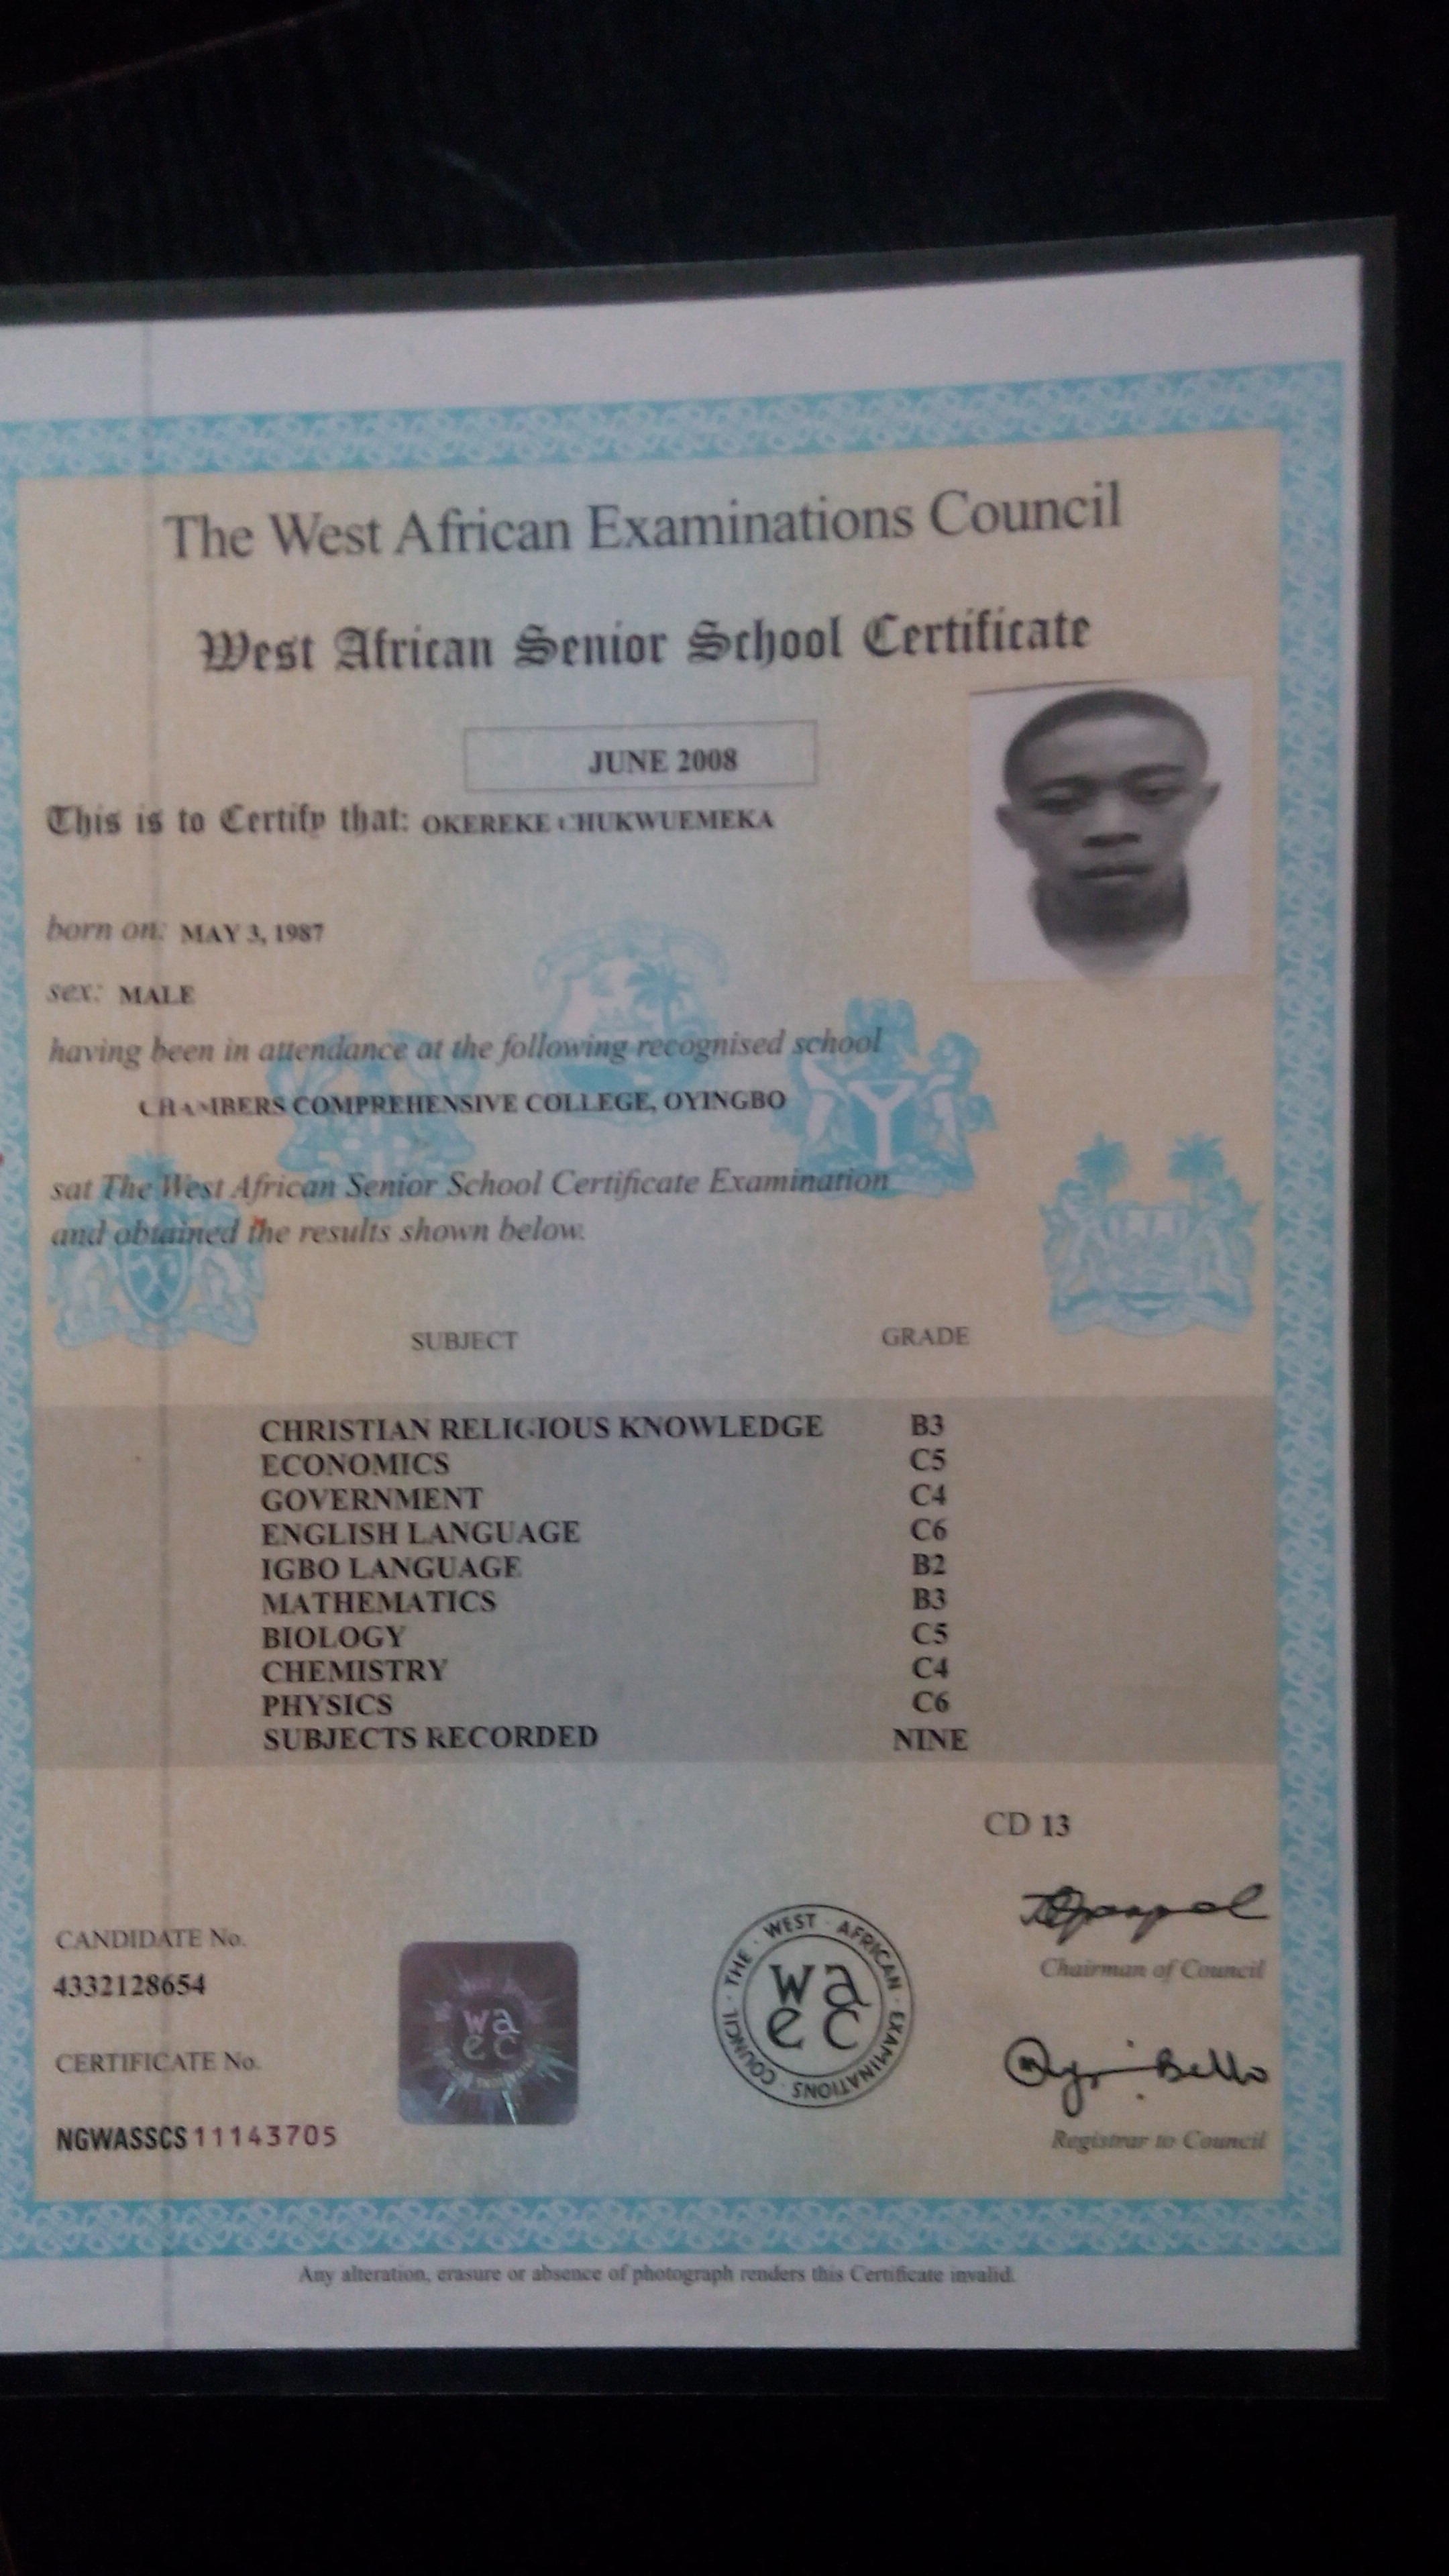 The West African Examinations Council
West African Senior School Certificate
JUNE 2008
This is to Certify that: OKEREKE CHUKWUEMEKA
born on: MAY 3, 1987
sex: MALE
having been in attendance at the following recognised school
CHAMBERS COMPREHENSIVE COLLEGE, OYINGBO
sat The West African Senior School Certificate Examination
and obtained the results shown below.
SUBJECT GRADE
CHRISTIAN RELIGIOUS KNOWLEDGE B3
ECONOMICS C5
GOVERNMENT C4
ENGLISH LANGUAGE C6
IGBO LANGUAGE B2
MATHEMATICS B3
BIOLOGY C5
CHEMISTRY C4
PHYSICS C6
SUBJECTS RECORDED NINE
CD 13
CANDIDATE No.
4332128654
CERTIFICATE No.
NGWASSCS11143705
wa
ec
THE · WEST · AFRICAN · EXAMINATIONS · COUNCIL ·
wa
ec
Chairman of Council
Bello
Registrar to Council
Any alteration, erasure or absence of photograph renders this Certificate invalid.